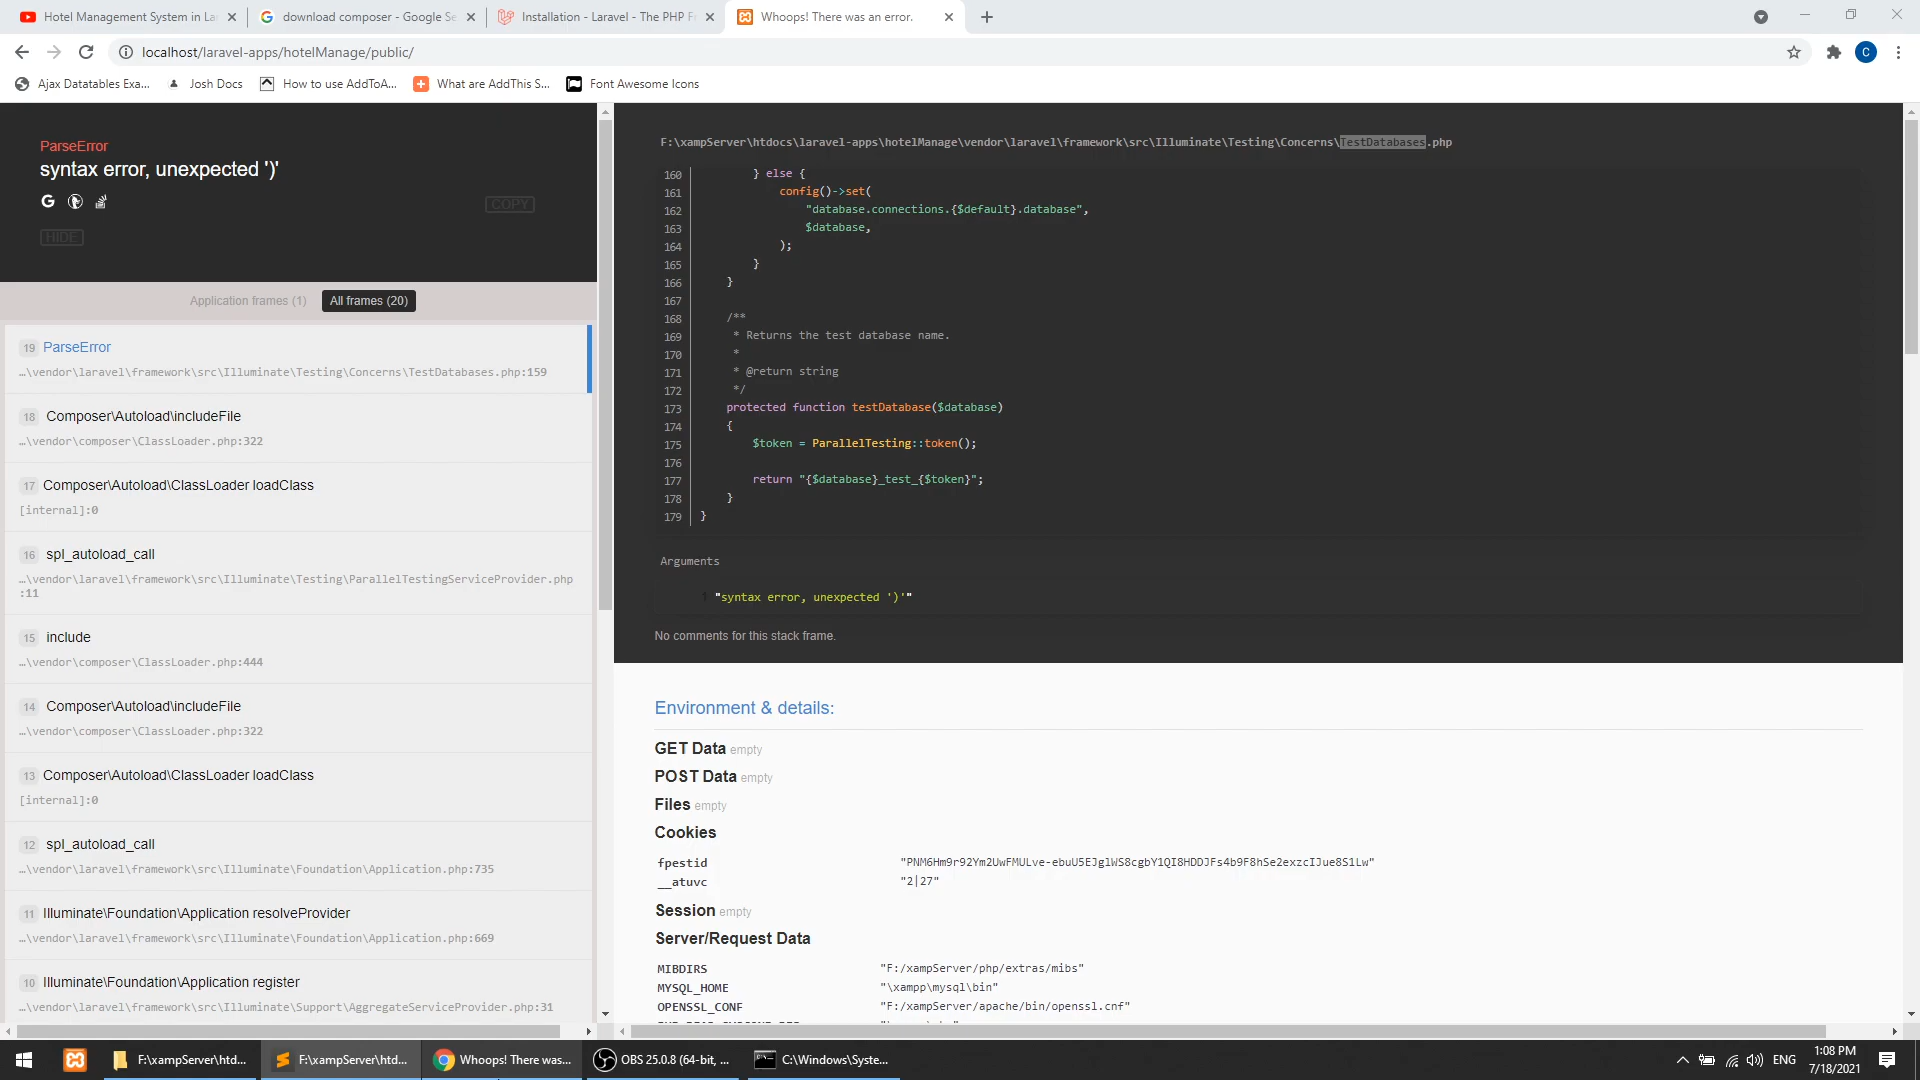 Hotel Management System in La
download composer - Google Se
Installation - Laravel - The PHP F
Whoops! There was an error.
localhost/laravel-apps/hotelManage/public/
C
Ajax Datatables Exa...
Josh Docs
How to use AddToA...
What are AddThis S...
Font Awesome Icons
ParseError
syntax error, unexpected ')'
COPY
HIDE
Application frames (1)
All frames (20)
19 ParseError
…\vendor\laravel\framework\src\Illuminate\Testing\Concerns\TestDatabases.php:159
18 Composer\Autoload\includeFile
…\vendor\composer\ClassLoader.php:322
17 Composer\Autoload\ClassLoader loadClass
[internal]:0
16 spl_autoload_call
…\vendor\laravel\framework\src\Illuminate\Testing\ParallelTestingServiceProvider.php
:11
15 include
…\vendor\composer\ClassLoader.php:444
14 Composer\Autoload\includeFile
…\vendor\composer\ClassLoader.php:322
13 Composer\Autoload\ClassLoader loadClass
[internal]:0
12 spl_autoload_call
…\vendor\laravel\framework\src\Illuminate\Foundation\Application.php:735
11 Illuminate\Foundation\Application resolveProvider
…\vendor\laravel\framework\src\Illuminate\Foundation\Application.php:669
10 Illuminate\Foundation\Application register
…\vendor\laravel\framework\src\Illuminate\Support\AggregateServiceProvider.php:31
F:\xampServer\htdocs\laravel-apps\hotelManage\vendor\laravel\framework\src\Illuminate\Testing\Concerns\TestDatabases.php
160 } else {
161 config()->set(
162 "database.connections.{$default}.database",
163 $database,
164 );
165 }
166 }
167
168 /**
169 * Returns the test database name.
170 *
171 * @return string
172 */
173 protected function testDatabase($database)
174 {
175 $token = ParallelTesting::token();
176
177 return "{$database}_test_{$token}";
178 }
179 }
Arguments
1 "syntax error, unexpected ')'"
No comments for this stack frame.
Environment & details:
GET Data empty
POST Data empty
Files empty
Cookies
fpestid "PNM6Hm9r92Ym2UwFMULve-ebuU5EJglWS8cgbY1QI8HDDJFs4b9F8hSe2exzcIJue8S1Lw"
__atuvc "2|27"
Session empty
Server/Request Data
MIBDIRS "F:/xampServer/php/extras/mibs"
MYSQL_HOME "\xampp\mysql\bin"
OPENSSL_CONF "F:/xampServer/apache/bin/openssl.cnf"
F:\xampServer\htd...
F:\xampServer\htd...
Whoops! There was...
OBS 25.0.8 (64-bit, ...
C:\Windows\Syste...
ENG
1:08 PM
7/18/2021